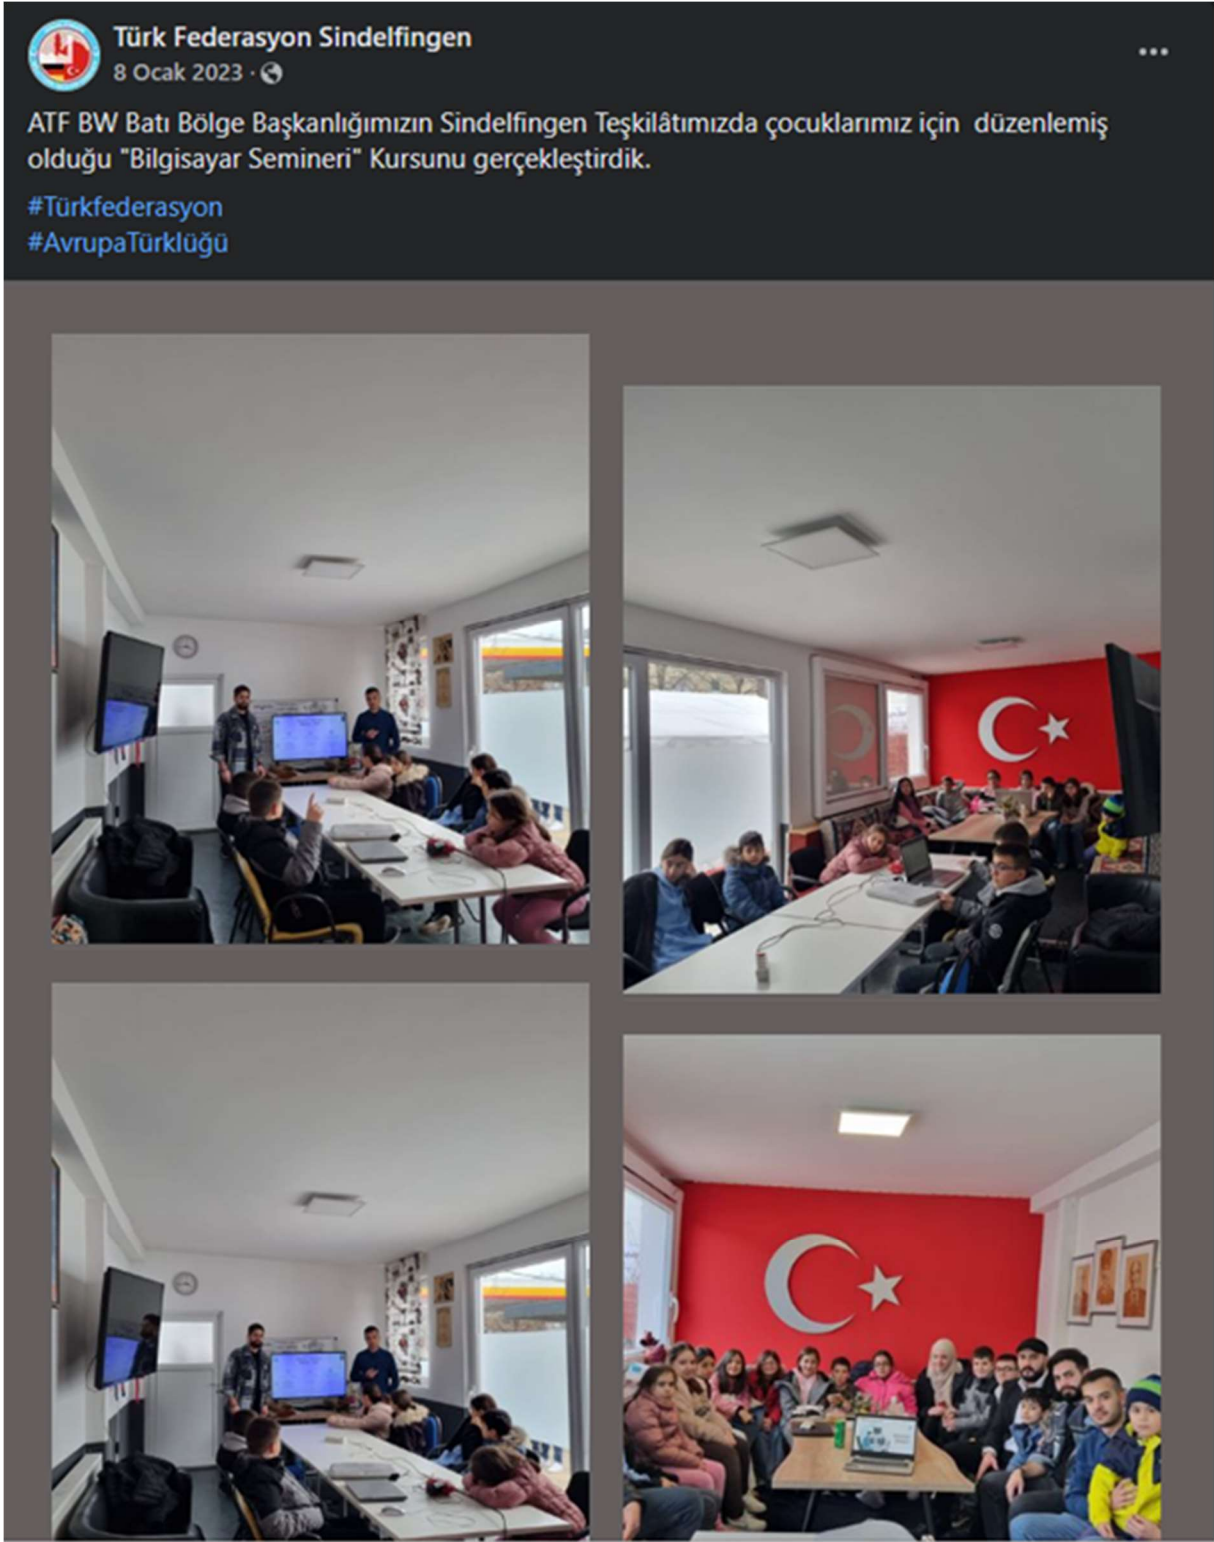 Türk Federasyon Sindelfingen
8 Ocak 2023 ·
ATF BW Batı Bölge Başkanlığımızın Sindelfingen Teşkilâtımızda çocuklarımız için düzenlemiş
olduğu "Bilgisayar Semineri" Kursunu gerçekleştirdik.
#Türkfederasyon
#AvrupaTürklüğü